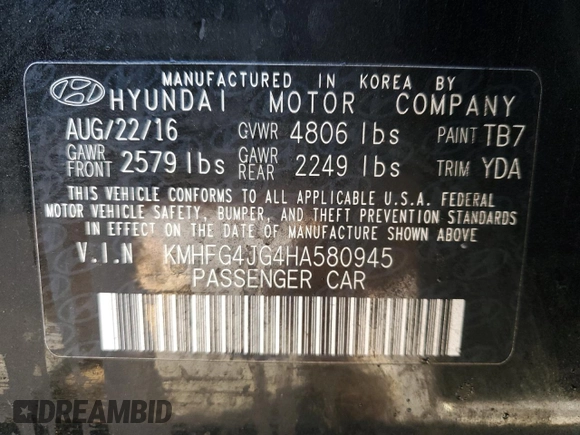 MANUFACTURED IN KOREA BY
HYUNDAI MOTOR COMPANY
AUG/22/16 GVWR 4806 lbs PAINT TB7
GAWR FRONT 2579 lbs GAWR REAR 2249 lbs TRIM YDA
THIS VEHICLE CONFORMS TO ALL APPLICABLE U.S.A. FEDERAL
MOTOR VEHICLE SAFETY, BUMPER, AND THEFT PREVENTION STANDARDS
IN EFFECT ON THE DATE OF MANUFACTURE SHOWN ABOVE.
V.I.N KMHFG4JG4HA580945
PASSENGER CAR
DREAMBID